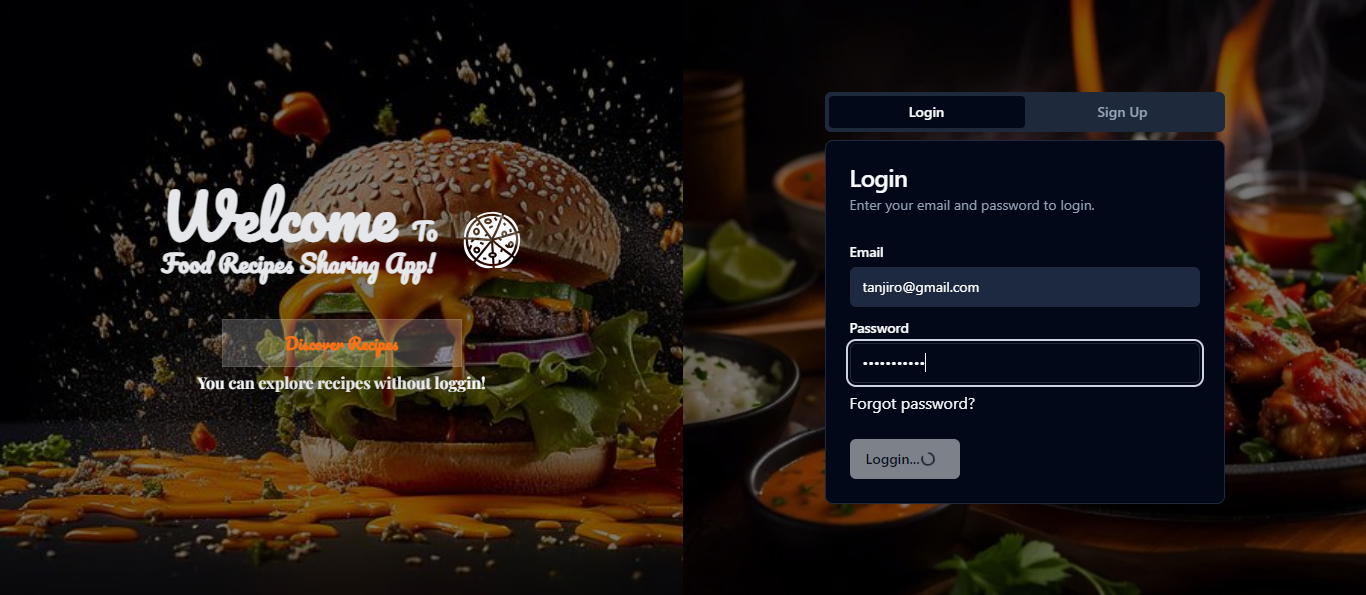 Welcome To
Food Recipes Sharing App!
Discover Recipes
You can explore recipes without loggin!
Login
Sign Up
Login
Enter your email and password to login.
Email
tanjiro@gmail.com
Password
•••••••••••
Forgot password?
Loggin...